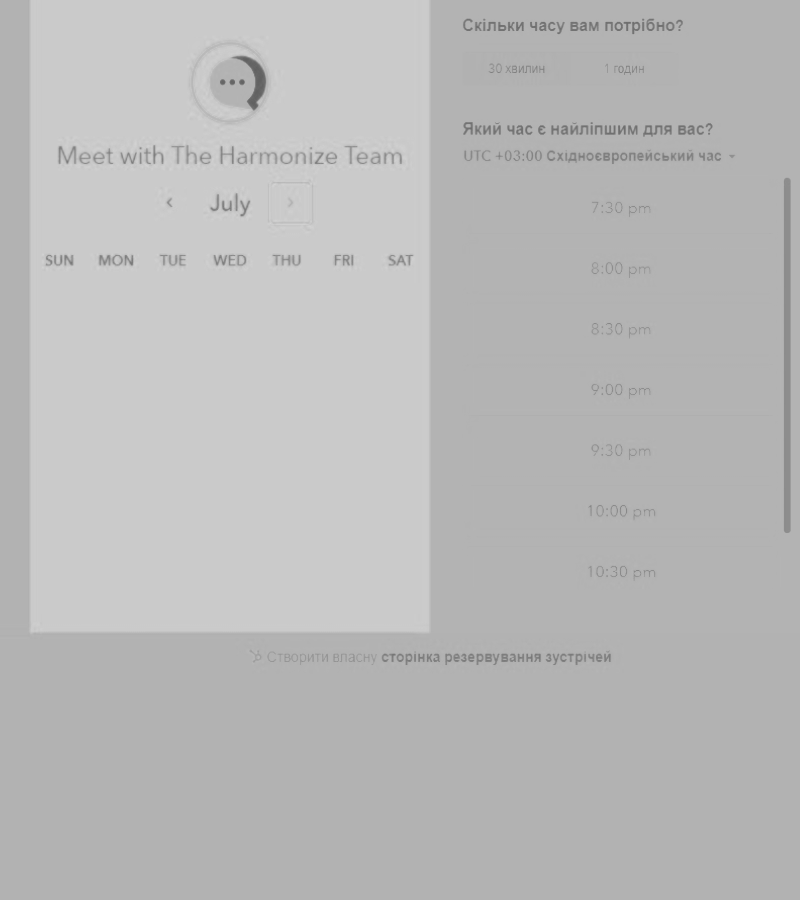 Meet with The Harmonize Team
July
SUN MON TUE WED THU FRI SAT
Скільки часу вам потрібно?
30 хвилин 1 годин
Який час є найліпшим для вас?
UTC +03:00 Східноєвропейський час
7:30 pm
8:00 pm
8:30 pm
9:00 pm
9:30 pm
10:00 pm
10:30 pm
Створити власну сторінка резервування зустрічей